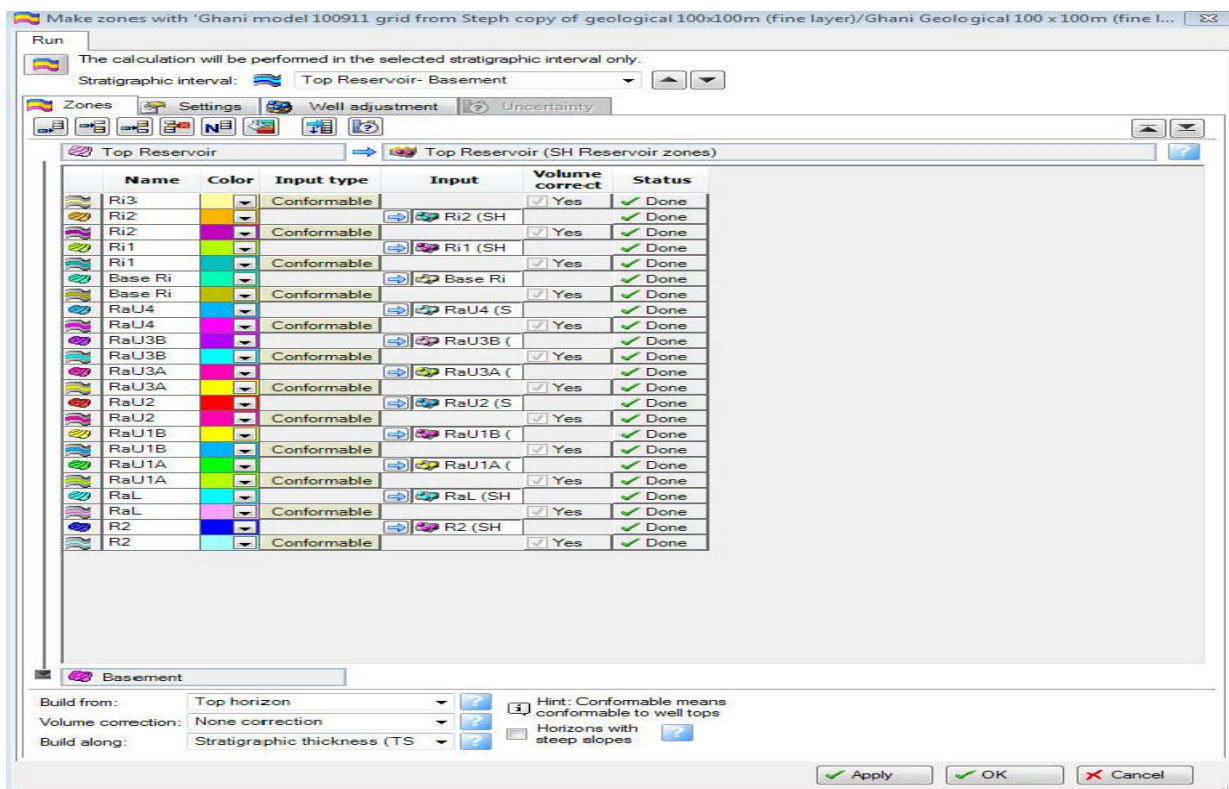 Make zones with 'Ghani model 100911 grid from Steph copy of geological 100x100m (fine layer)/Ghani Geological 100 x 100m (fine l...
Run
The calculation will be performed in the selected stratigraphic interval only.
Stratigraphic interval: Top Reservoir- Basement
Zones Settings Well adjustment Uncertainty
Top Reservoir Top Reservoir (SH Reservoir zones)
Name Color Input type Input Volume correct Status
Ri3 Conformable Yes Done
Ri2 Ri2 (SH Done
Ri2 Conformable Yes Done
Ri1 Ri1 (SH Done
Ri1 Conformable Yes Done
Base Ri Base Ri Done
Base Ri Conformable Yes Done
RaU4 RaU4 (S Done
RaU4 Conformable Yes Done
RaU3B RaU3B ( Done
RaU3B Conformable Yes Done
RaU3A RaU3A ( Done
RaU3A Conformable Yes Done
RaU2 RaU2 (S Done
RaU2 Conformable Yes Done
RaU1B RaU1B ( Done
RaU1B Conformable Yes Done
RaU1A RaU1A ( Done
RaU1A Conformable Yes Done
RaL RaL (SH Done
RaL Conformable Yes Done
R2 R2 (SH Done
R2 Conformable Yes Done
Basement
Build from: Top horizon Hint: Conformable means
conformable to well tops
Volume correction: None correction Horizons with
steep slopes
Build along: Stratigraphic thickness (TS
Apply OK Cancel